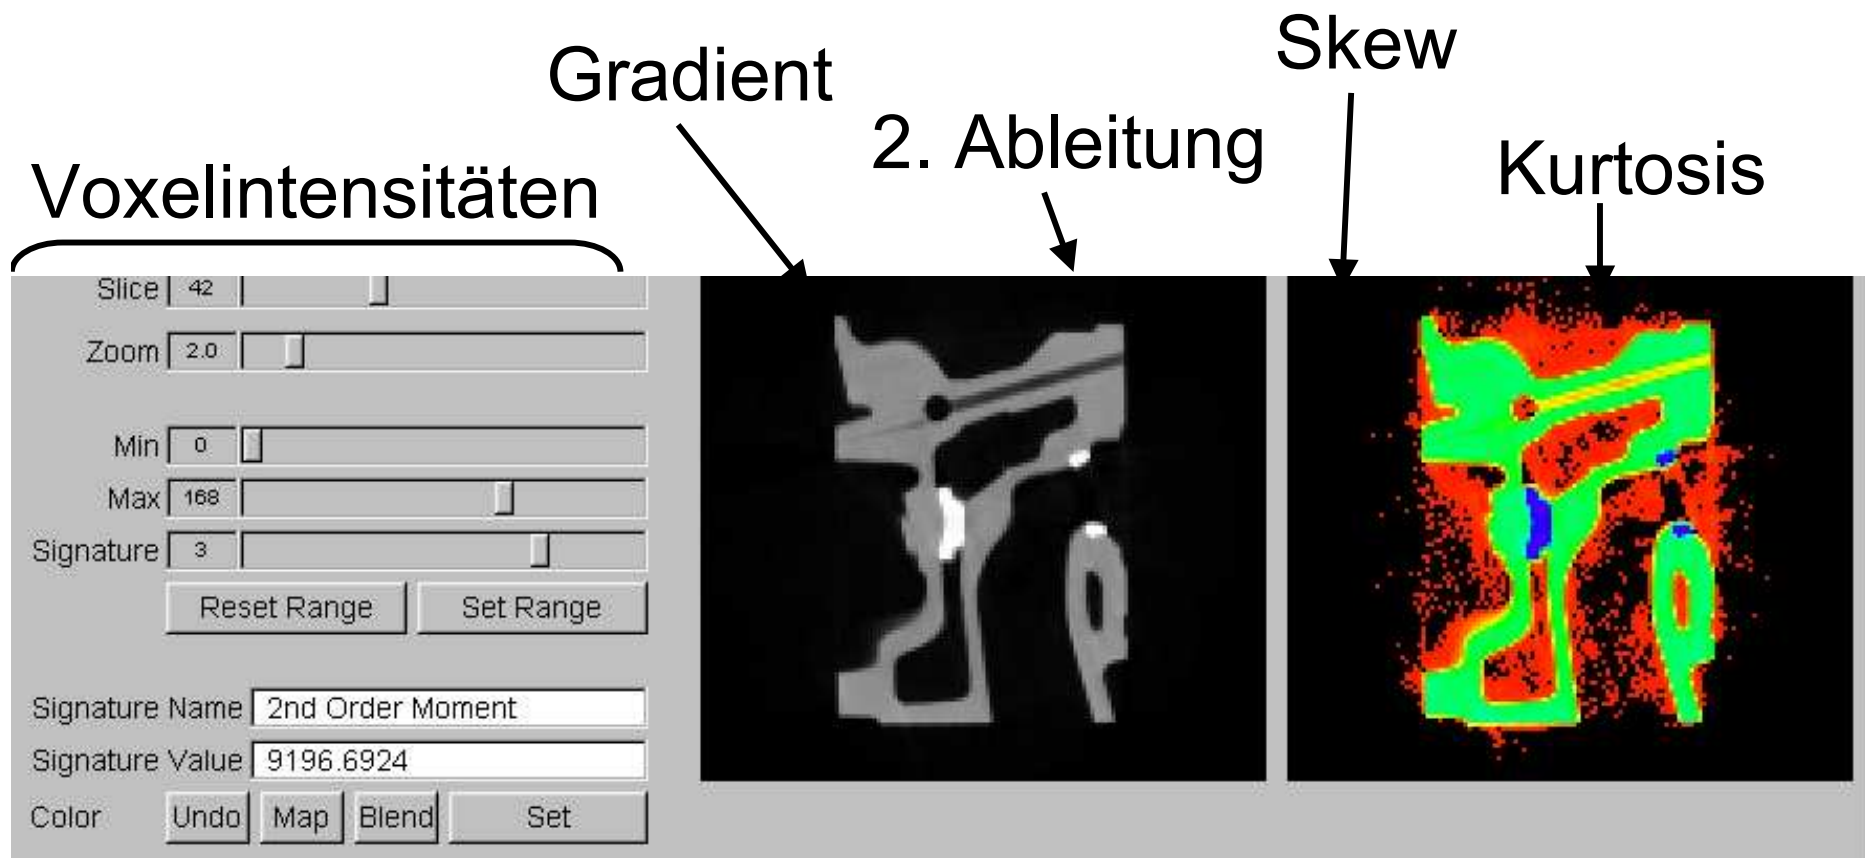 Skew
Gradient
2. Ableitung
Kurtosis
Voxelintensitäten
Slice 42
Zoom 2.0
Min 0
Max 168
Signature 3
Reset Range Set Range
Signature Name 2nd Order Moment
Signature Value 9196.6924
Color Undo Map Blend Set